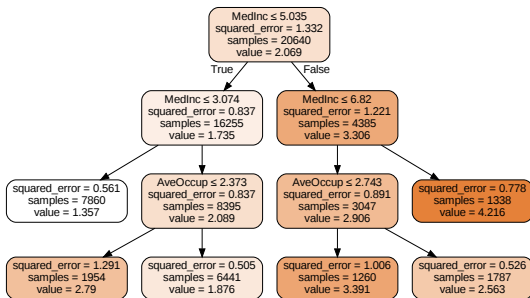 MedInc ≤ 5.035
squared_error = 1.332
samples = 20640
value = 2.069
True
False
MedInc ≤ 3.074
squared_error = 0.837
samples = 16255
value = 1.735
MedInc ≤ 6.82
squared_error = 1.221
samples = 4385
value = 3.306
squared_error = 0.561
samples = 7860
value = 1.357
AveOccup ≤ 2.373
squared_error = 0.837
samples = 8395
value = 2.089
AveOccup ≤ 2.743
squared_error = 0.891
samples = 3047
value = 2.906
squared_error = 0.778
samples = 1338
value = 4.216
squared_error = 1.291
samples = 1954
value = 2.79
squared_error = 0.505
samples = 6441
value = 1.876
squared_error = 1.006
samples = 1260
value = 3.391
squared_error = 0.526
samples = 1787
value = 2.563